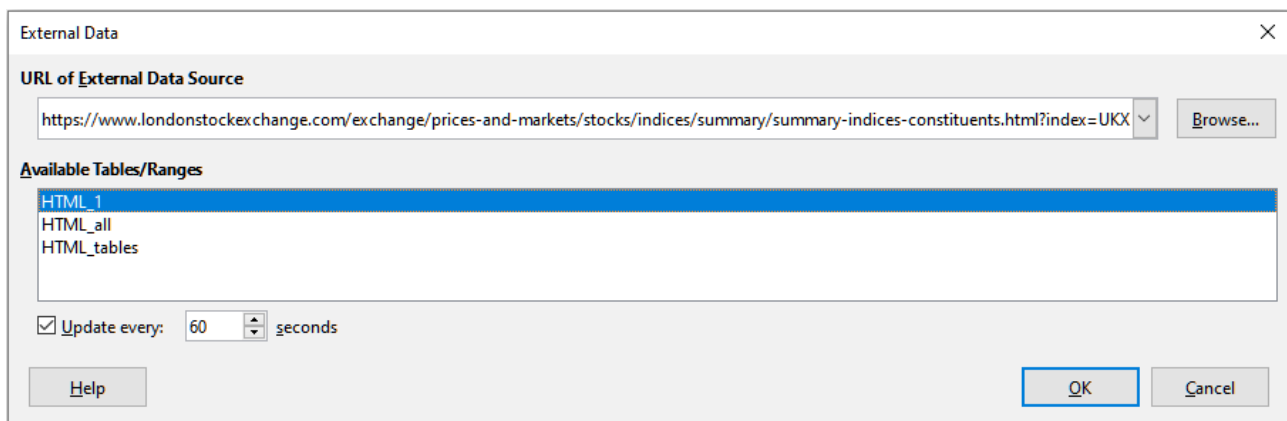 External Data
URL of External Data Source
https://www.londonstockexchange.com/exchange/prices-and-markets/stocks/indices/summary/summary-indices-constituents.html?index=UKX
Browse...
Available Tables/Ranges
HTML_1
HTML_all
HTML_tables
Update every: 60 seconds
Help OK Cancel